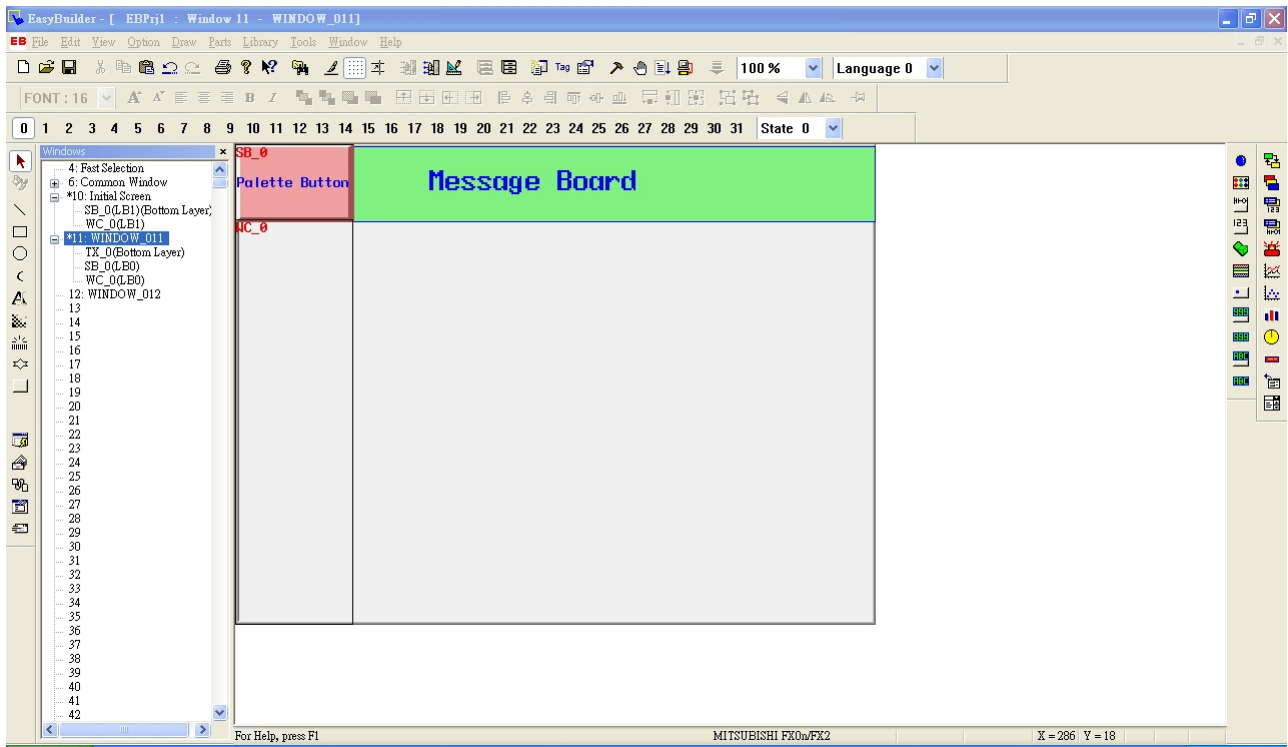 EasyBuilder - [ EBPrj1 : Window 11 - WINDOW_011]
EB File Edit View Option Draw Parts Library Tools Window Help
Tag 100 % Language 0
FONT : 16 A A B I
0 1 2 3 4 5 6 7 8 9 10 11 12 13 14 15 16 17 18 19 20 21 22 23 24 25 26 27 28 29 30 31 State 0
Windows
4: Fast Selection
6: Common Window
*10: Initial Screen
SB_0(LB1)(Bottom Layer)
WC_0(LB1)
*11: WINDOW_011
TX_0(Bottom Layer)
SB_0(LB0)
WC_0(LB0)
12: WINDOW_012
13
14
15
16
17
18
19
20
21
22
23
24
25
26
27
28
29
30
31
32
33
34
35
36
37
38
39
40
41
42
SB_0
Palette Button
Message Board
WC_0
For Help, press F1
MITSUBISHI FX0n/FX2
X = 286 Y = 18